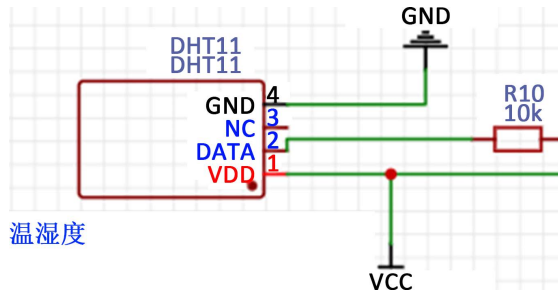 GND
DHT11
DHT11
R10
10k
GND 4
NC 3
DATA 2
VDD 1
温湿度
VCC